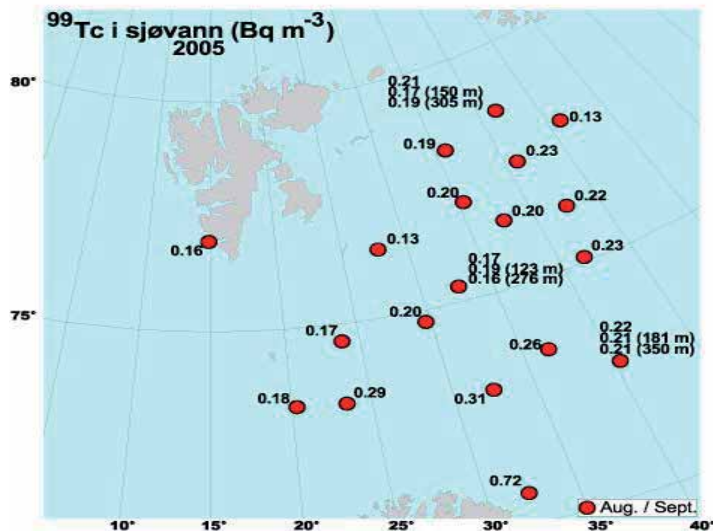 ⁹⁹Tc i sjøvann (Bq m⁻³)
2005
80°
0.21
0.17 (150 m)
0.19 (305 m)
0.13
0.19
0.23
0.20
0.20
0.22
0.16
0.13
0.23
0.17
0.19 (123 m)
0.16 (276 m)
75°
0.20
0.17
0.26
0.22
0.21 (181 m)
0.21 (350 m)
0.18
0.29
0.31
0.72
Aug. / Sept.
10° 15° 20° 25° 30° 35° 40°